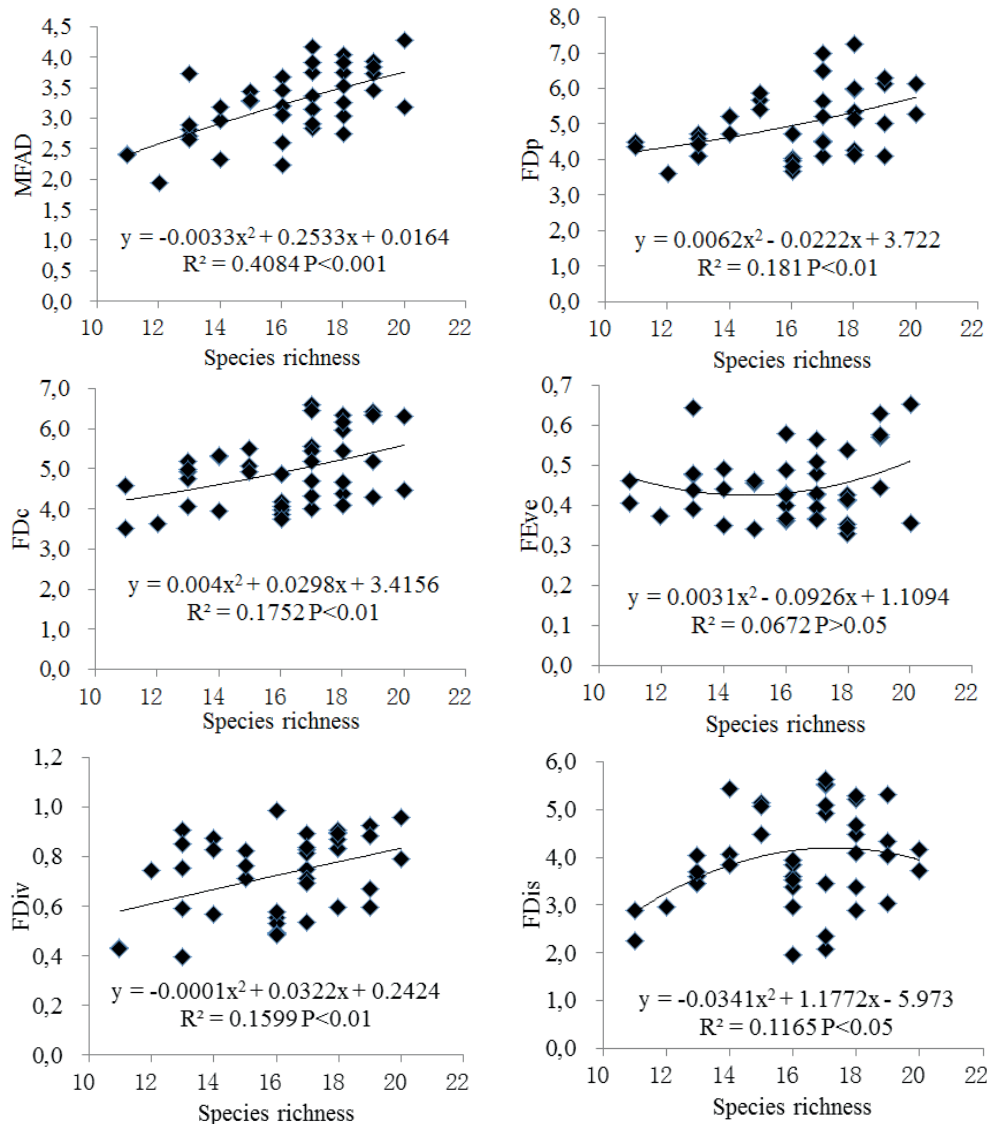 MFAD
4,5
4,0
3,5
3,0
2,5
2,0
1,5
1,0
0,5
0,0
y = -0.0033x² + 0.2533x + 0.0164
R² = 0.4084 P<0.001
10 12 14 16 18 20 22
Species richness
FDp
8,0
7,0
6,0
5,0
4,0
3,0
2,0
1,0
0,0
y = 0.0062x² - 0.0222x + 3.722
R² = 0.181 P<0.01
10 12 14 16 18 20 22
Species richness
FDc
7,0
6,0
5,0
4,0
3,0
2,0
1,0
0,0
y = 0.004x² + 0.0298x + 3.4156
R² = 0.1752 P<0.01
10 12 14 16 18 20 22
Species richness
FEve
0,7
0,6
0,5
0,4
0,3
0,2
0,1
0,0
y = 0.0031x² - 0.0926x + 1.1094
R² = 0.0672 P>0.05
10 12 14 16 18 20 22
Species richness
FDiv
1,2
1,0
0,8
0,6
0,4
0,2
0,0
y = -0.0001x² + 0.0322x + 0.2424
R² = 0.1599 P<0.01
10 12 14 16 18 20 22
Species richness
FDis
6,0
5,0
4,0
3,0
2,0
1,0
0,0
y = -0.0341x² + 1.1772x - 5.973
R² = 0.1165 P<0.05
10 12 14 16 18 20 22
Species richness